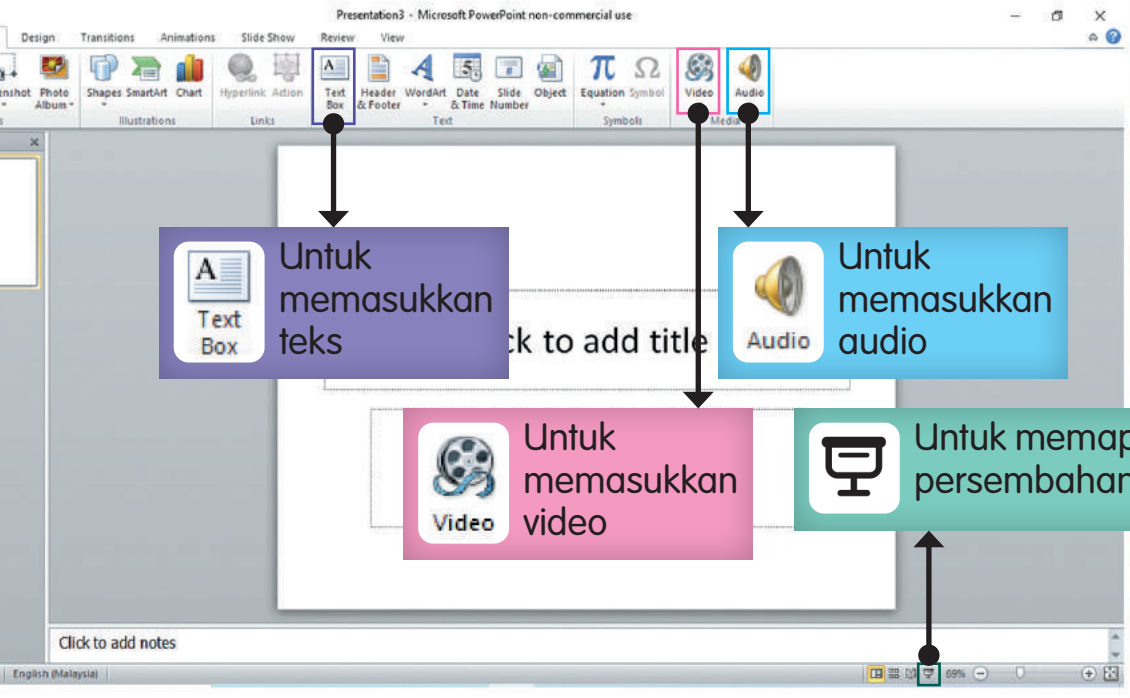 Presentation3 - Microsoft PowerPoint non-commercial use
Design Transitions Animations Slide Show Review View
Photo Album Shapes SmartArt Chart Hyperlink Action Text Box Header & Footer WordArt Date & Time Slide Number Object Equation Symbol Video Audio
Illustrations Links Text Symbols Media
Text Box
Untuk
memasukkan
teks
Audio
Untuk
memasukkan
audio
to add title
Video
Untuk
memasukkan
video
Untuk
persembahan
Click to add notes
English (Malaysia) 69%